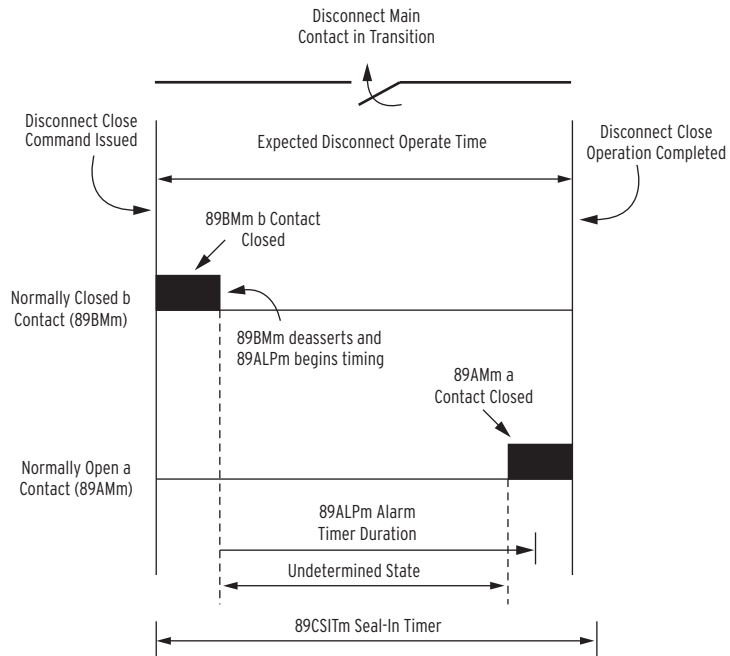 Disconnect Main
Contact in Transition
Disconnect Close
Command Issued
Expected Disconnect Operate Time
Disconnect Close
Operation Completed
89BMm b Contact
Closed
Normally Closed b
Contact (89BMm)
89BMm deasserts and
89ALPm begins timing
89AMm a
Contact Closed
Normally Open a
Contact (89AMm)
89ALPm Alarm
Timer Duration
Undetermined State
89CSITm Seal-In Timer